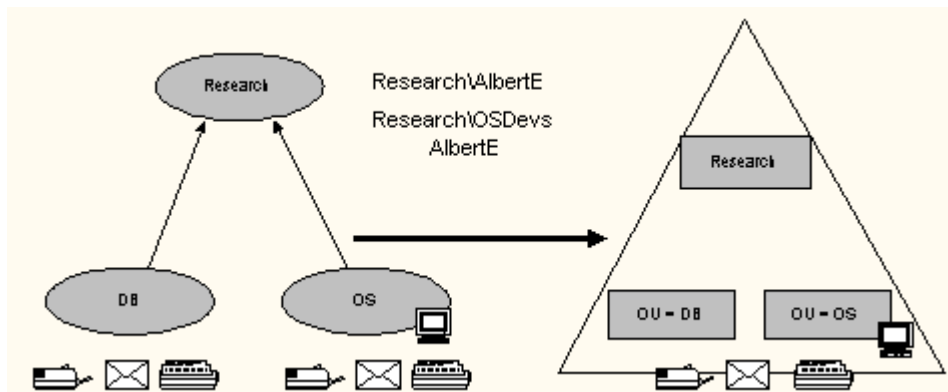 Research
Research\AlbertE
Research\OSDevs
AlbertE
Research
DB
OS
OU = DB
OU = OS